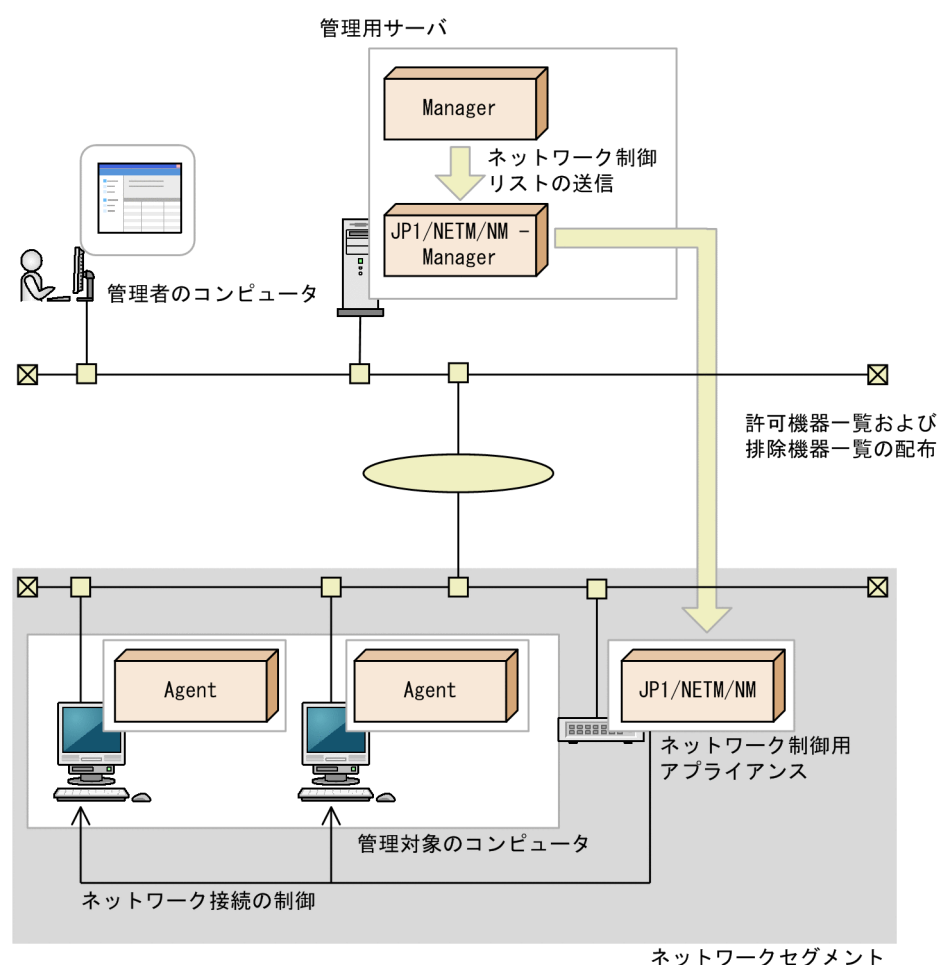 管理用サーバ
Manager
ネットワーク制御
リストの送信
JP1/NETM/NM -
Manager
管理者のコンピュータ
許可機器一覧および
排除機器一覧の配布
Agent
Agent
JP1/NETM/NM
ネットワーク制御用
アプライアンス
管理対象のコンピュータ
ネットワーク接続の制御
ネットワークセグメント